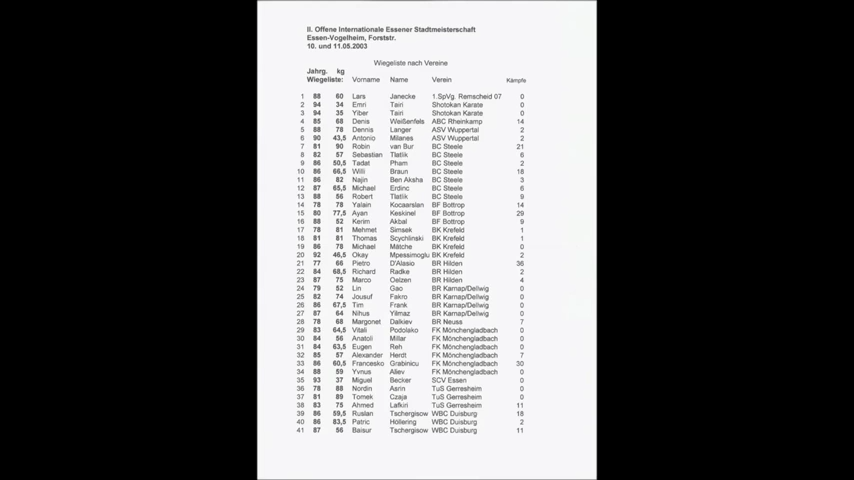 II. Offene Internationale Essener Stadtmeisterschaft
Essen-Vogelheim, Forststr.
10. und 11.05.2003
Wiegeliste nach Vereine
Jahrg. kg
Wiegeliste: Vorname Name Verein Kämpfe
1 88 60 Lars Janecke 1.SpVg. Remscheid 07 0
2 94 34 Emri Tairi Shotokan Karate 0
3 94 35 Yiber Tairi Shotokan Karate 0
4 85 68 Denis Weißenfels ABC Rheinkamp 14
5 88 78 Dennis Langer ASV Wuppertal 2
6 90 43,5 Antonio Milanes ASV Wuppertal 2
7 81 90 Robin van Bur BC Steele 21
8 82 57 Sebastian Tlatlik BC Steele 6
9 86 50,5 Tadat Pham BC Steele 2
10 86 66,5 Willi Braun BC Steele 18
11 86 82 Najin Ben Aksha BC Steele 3
12 87 65,5 Michael Erdinc BC Steele 6
13 88 56 Robert Tlatlik BC Steele 9
14 78 78 Yalain Kocaarslan BF Bottrop 14
15 80 77,5 Ayan Keskinel BF Bottrop 29
16 88 52 Kerim Akbal BF Bottrop 9
17 78 81 Mehmet Simsek BK Krefeld 1
18 81 81 Thomas Scychlinski BK Krefeld 1
19 86 78 Michael Mätche BK Krefeld 0
20 92 46,5 Okay Mpessimoglu BK Krefeld 2
21 77 66 Pietro D'Alasio BR Hilden 36
22 84 68,5 Richard Radke BR Hilden 2
23 87 75 Marco Oelzen BR Hilden 4
24 79 52 Lin Gao BR Karnap/Dellwig 0
25 82 74 Jousuf Fakro BR Karnap/Dellwig 0
26 86 67,5 Tim Frank BR Karnap/Dellwig 0
27 87 64 Nihus Yilmaz BR Karnap/Dellwig 0
28 78 68 Margonet Dalkiev BR Neuss 7
29 83 64,5 Vitali Podolako FK Mönchengladbach 0
30 84 56 Anatoli Millar FK Mönchengladbach 0
31 84 63,5 Eugen Reh FK Mönchengladbach 0
32 85 57 Alexander Herdt FK Mönchengladbach 7
33 86 60,5 Francesko Grabinicu FK Mönchengladbach 30
34 88 59 Yvnus Aliev FK Mönchengladbach 0
35 93 37 Miguel Becker SCV Essen 0
36 78 88 Nordin Asrin TuS Gerresheim 0
37 81 89 Tomek Czaja TuS Gerresheim 0
38 83 75 Ahmed Lafkiri TuS Gerresheim 11
39 86 59,5 Ruslan Tschergisow WBC Duisburg 18
40 86 83,5 Patric Höllering WBC Duisburg 2
41 87 56 Baisur Tschergisow WBC Duisburg 11